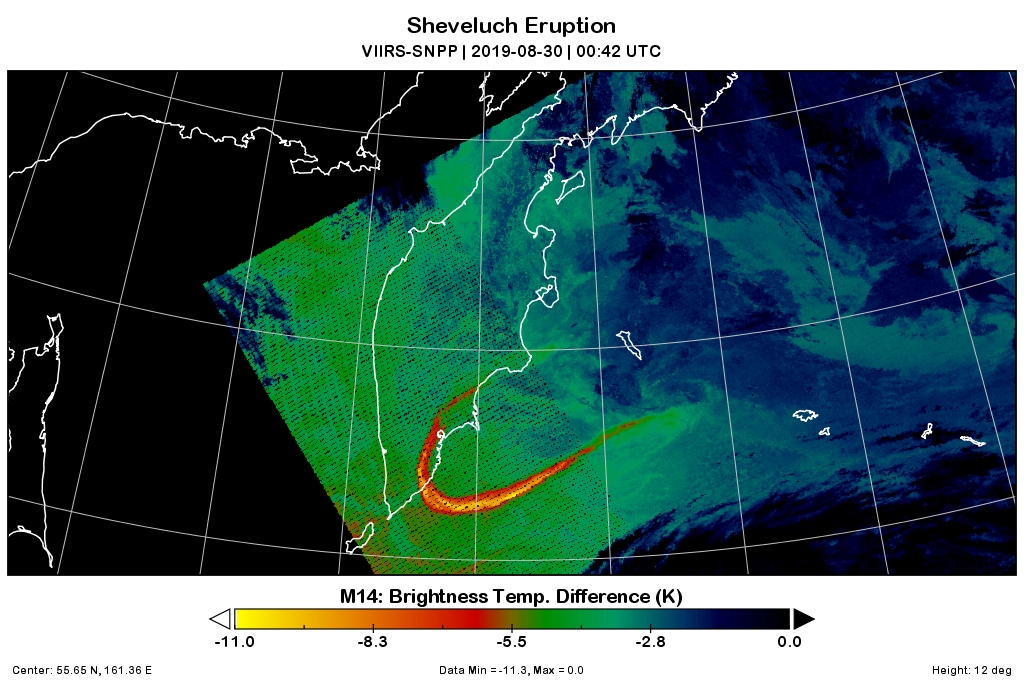 Sheveluch Eruption
VIIRS-SNPP | 2019-08-30 | 00:42 UTC
M14: Brightness Temp. Difference (K)
-11.0 -8.3 -5.5 -2.8 0.0
Center: 55.65 N, 161.36 E Data Min = -11.3, Max = 0.0 Height: 12 deg